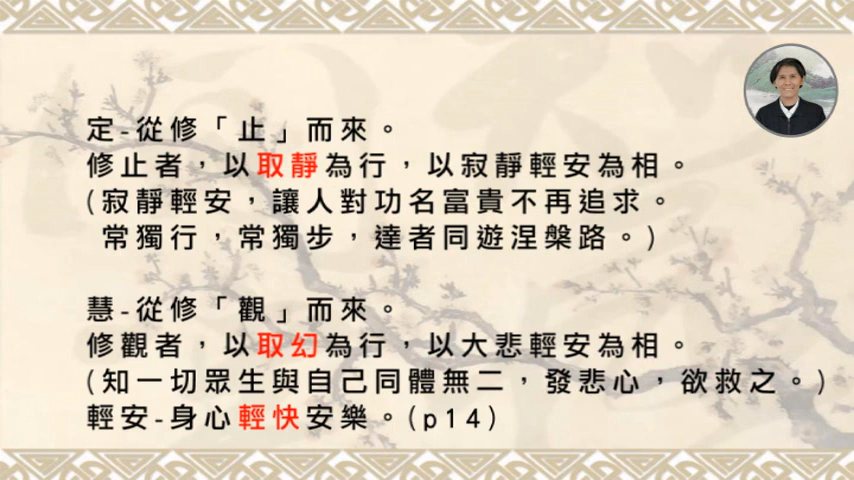 定-從修「止」而來。
修止者，以取靜為行，以寂靜輕安為相。
(寂靜輕安，讓人對功名富貴不再追求。
常獨行，常獨步，達者同遊涅槃路。)
慧-從修「觀」而來。
修觀者，以取幻為行，以大悲輕安為相。
(知一切眾生與自己同體無二，發悲心，欲救之。)
輕安-身心輕快安樂。(p14)